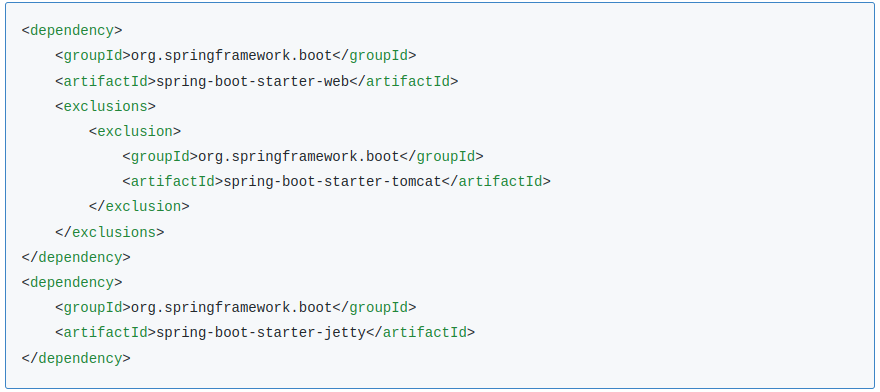 <dependency>
    <groupId>org.springframework.boot</groupId>
    <artifactId>spring-boot-starter-web</artifactId>
    <exclusions>
        <exclusion>
            <groupId>org.springframework.boot</groupId>
            <artifactId>spring-boot-starter-tomcat</artifactId>
        </exclusion>
    </exclusions>
</dependency>
<dependency>
    <groupId>org.springframework.boot</groupId>
    <artifactId>spring-boot-starter-jetty</artifactId>
</dependency>